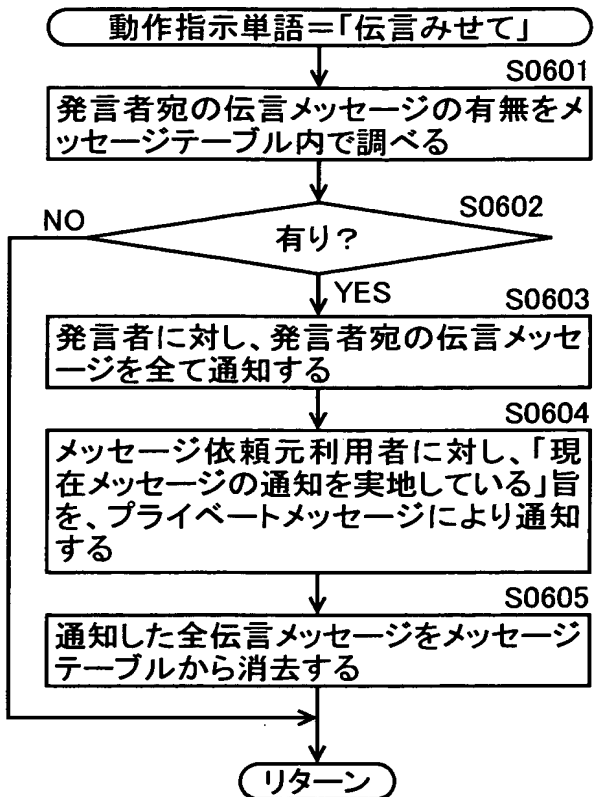 動作指示単語=「伝言みせて」
S0601
発言者宛の伝言メッセージの有無をメ
ッセージテーブル内で調べる
S0602
NO
有り?
YES
S0603
発言者に対し、発言者宛の伝言メッセ
ージを全て通知する
S0604
メッセージ依頼元利用者に対し、「現
在メッセージの通知を実地している」旨
を、プライベートメッセージにより通知
する
S0605
通知した全伝言メッセージをメッセージ
テーブルから消去する
リターン